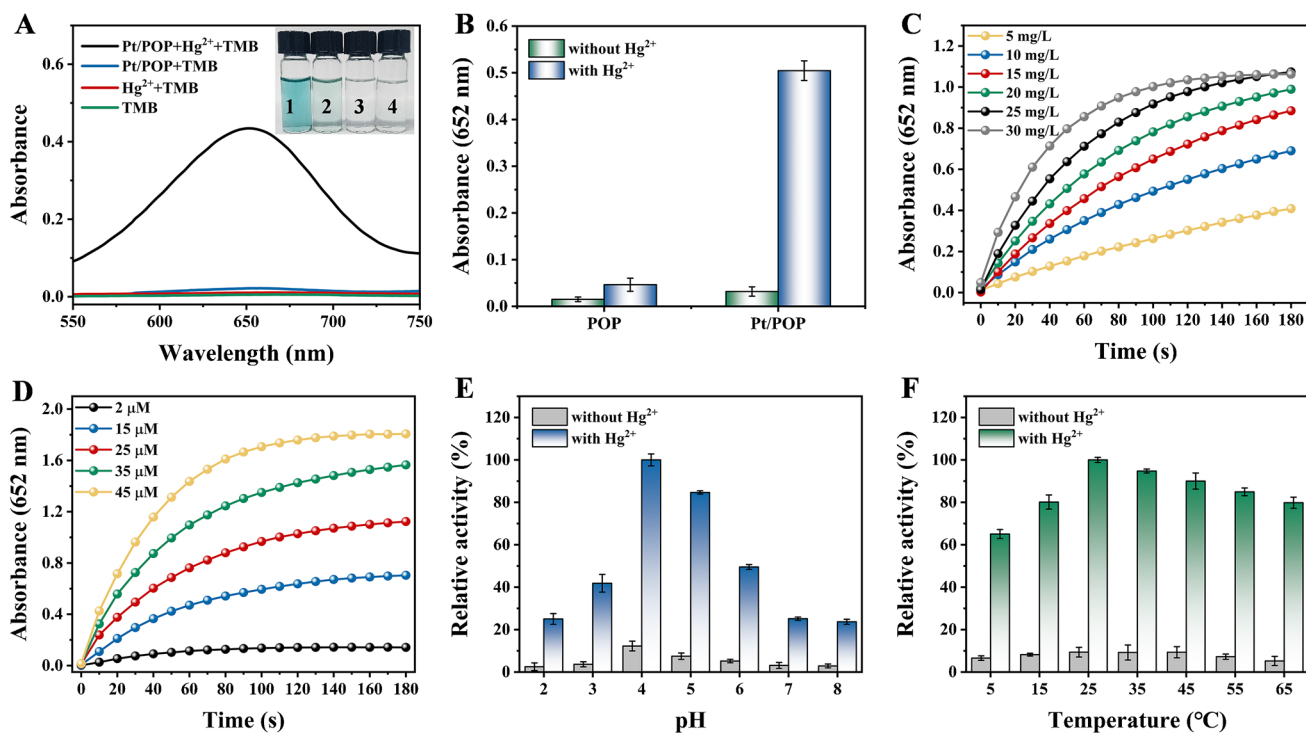 A
Pt/POP+Hg²⁺+TMB
Pt/POP+TMB
Hg²⁺+TMB
TMB
1 2 3 4
0.6
0.4
0.2
0.0
Absorbance
550 600 650 700 750
Wavelength (nm)
B
without Hg²⁺
with Hg²⁺
0.6
0.5
0.4
0.3
0.2
0.1
0.0
Absorbance (652 nm)
POP Pt/POP
C
5 mg/L
10 mg/L
15 mg/L
20 mg/L
25 mg/L
30 mg/L
1.2
1.0
0.8
0.6
0.4
0.2
0.0
Absorbance (652 nm)
0 20 40 60 80 100 120 140 160 180
Time (s)
D
2 μM
15 μM
25 μM
35 μM
45 μM
2.0
1.6
1.2
0.8
0.4
0.0
Absorbance (652 nm)
0 20 40 60 80 100 120 140 160 180
Time (s)
E
without Hg²⁺
with Hg²⁺
120
100
80
60
40
20
0
Relative activity (%)
2 3 4 5 6 7 8
pH
F
without Hg²⁺
with Hg²⁺
120
100
80
60
40
20
0
Relative activity (%)
5 15 25 35 45 55 65
Temperature (°C)